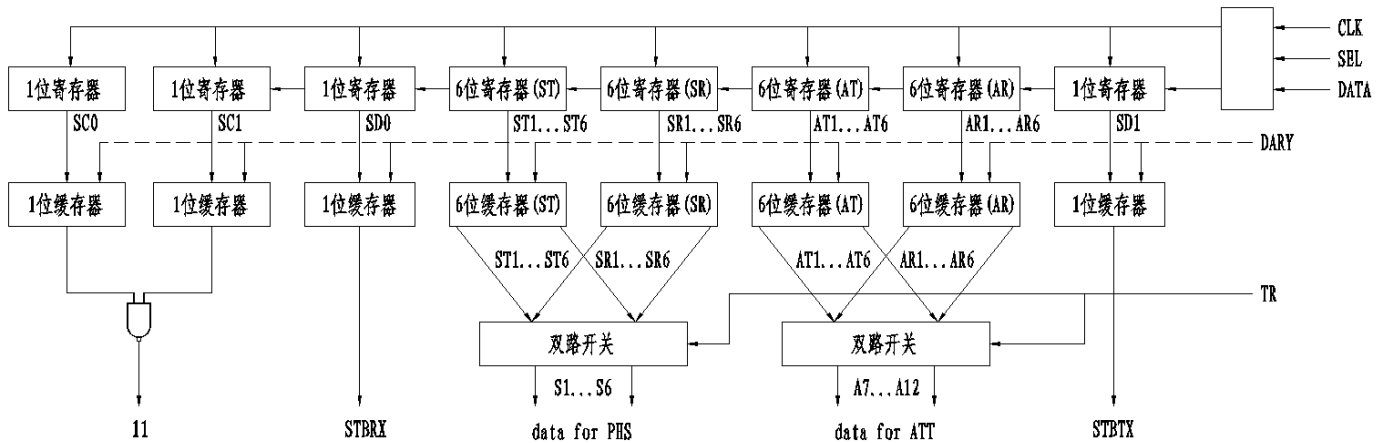 CLK
SEL
DATA
1位寄存器 1位寄存器 1位寄存器 6位寄存器(ST) 6位寄存器(SR) 6位寄存器(AT) 6位寄存器(AR) 1位寄存器
SC0 SC1 SD0 ST1...ST6 SR1...SR6 AT1...AT6 AR1...AR6 SD1
DARY
1位缓存器 1位缓存器 1位缓存器 6位缓存器(ST) 6位缓存器(SR) 6位缓存器(AT) 6位缓存器(AR) 1位缓存器
ST1...ST6 SR1...SR6 AT1...AT6 AR1...AR6
TR
双路开关 双路开关
S1...S6 A7...A12
11 STBRX data for PHS data for ATT STBTX